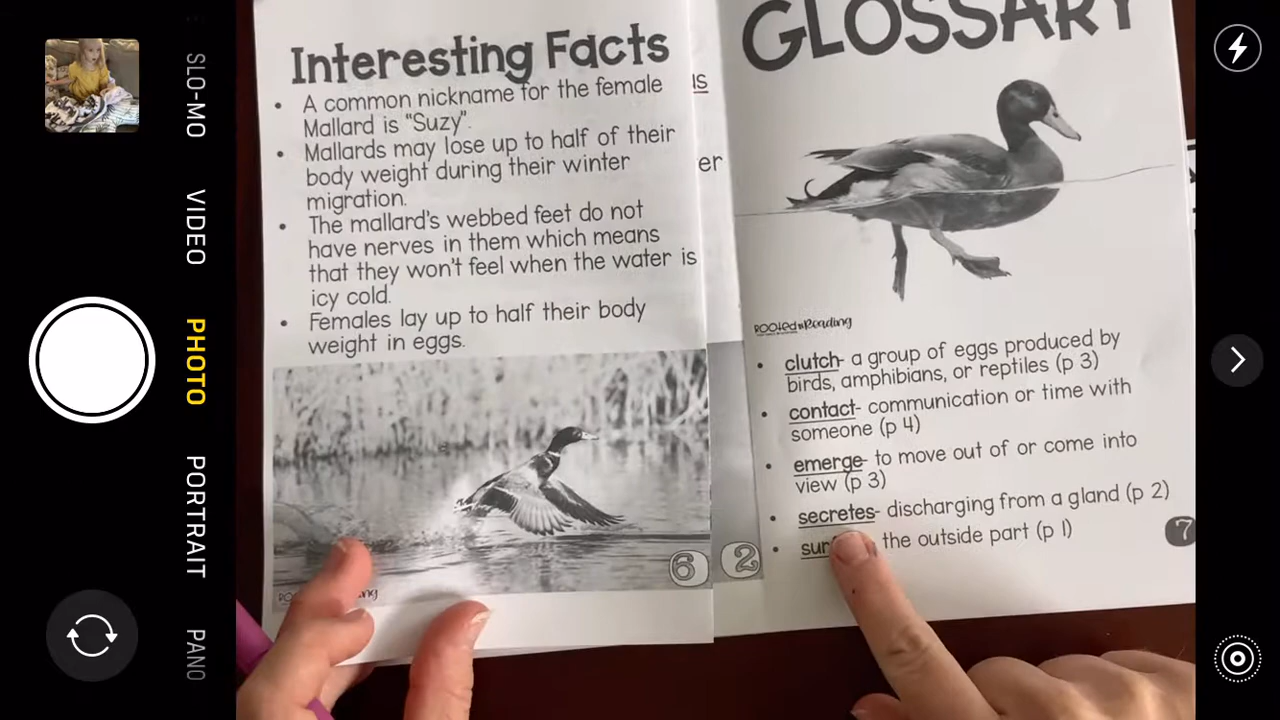 SLO-MO
VIDEO
PHOTO
PORTRAIT
PANO
Interesting Facts
• A common nickname for the female
Mallard is "Suzy".
• Mallards may lose up to half of their
body weight during their winter
migration.
• The mallard's webbed feet do not
have nerves in them which means
that they won't feel when the water is
icy cold.
• Females lay up to half their body
weight in eggs.
6
er
2
GLOSSARY
Rooted in Reading
• clutch- a group of eggs produced by
birds, amphibians, or reptiles (p 3)
• contact- communication or time with
someone (p 4)
• emerge- to move out of or come into
view (p 3)
• secretes- discharging from a gland (p 2)
• the outside part (p 1)
7